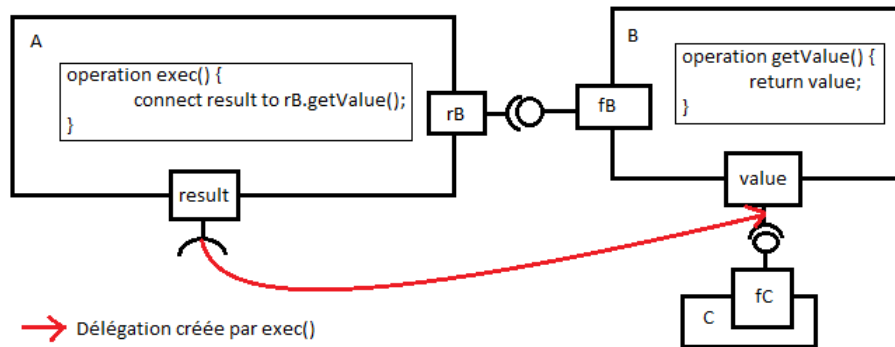 A
operation exec() {
connect result to rB.getValue();
}
rB
result
B
operation getValue() {
return value;
}
fB
value
fC
C
Délégation créée par exec()